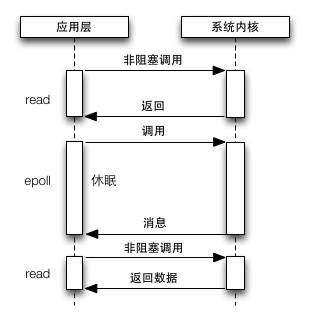 应用层
系统内核
非阻塞调用
read
返回
调用
epoll
休眠
消息
非阻塞调用
read
返回数据